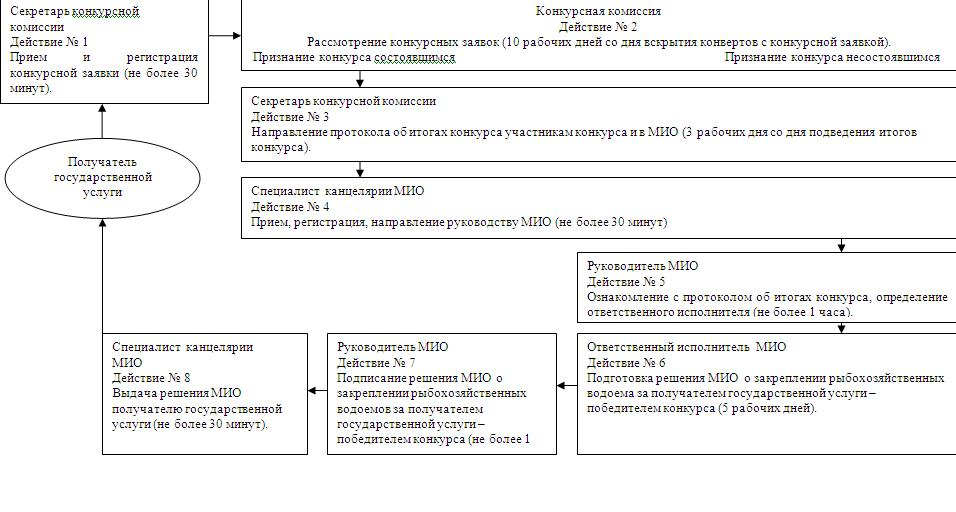 Секретарь конкурсной
комиссии
Действие № 1
Прием и регистрация
конкурсной заявки (не более 30
минут).
Конкурсная комиссия
Действие № 2
Рассмотрение конкурсных заявок (10 рабочих дней со дня вскрытия конвертов с конкурсной заявкой).
Признание конкурса состоявшимся Признание конкурса несостоявшимся
Секретарь конкурсной комиссии
Действие № 3
Направление протокола об итогах конкурса участникам конкурса и в МИО (3 рабочих дня со дня подведения итогов
конкурса).
Получатель
государственной
услуги
Специалист канцелярии МИО
Действие № 4
Прием, регистрация, направление руководству МИО (не более 30 минут)
Руководитель МИО
Действие № 5
Ознакомление с протоколом об итогах конкурса, определение
ответственного исполнителя (не более 1 часа).
Ответственный исполнитель МИО
Действие № 6
Подготовка решения МИО о закреплении рыбохозяйственных
водоема за получателем государственной услуги –
победителем конкурса (5 рабочих дней).
Руководитель МИО
Действие № 7
Подписание решения МИО о
закреплении рыбохозяйственных
водоемов за получателем
государственной услуги –
победителем конкурса (не более 1
Специалист канцелярии
МИО
Действие № 8
Выдача решения МИО
получателю государственной
услуги (не более 30 минут).